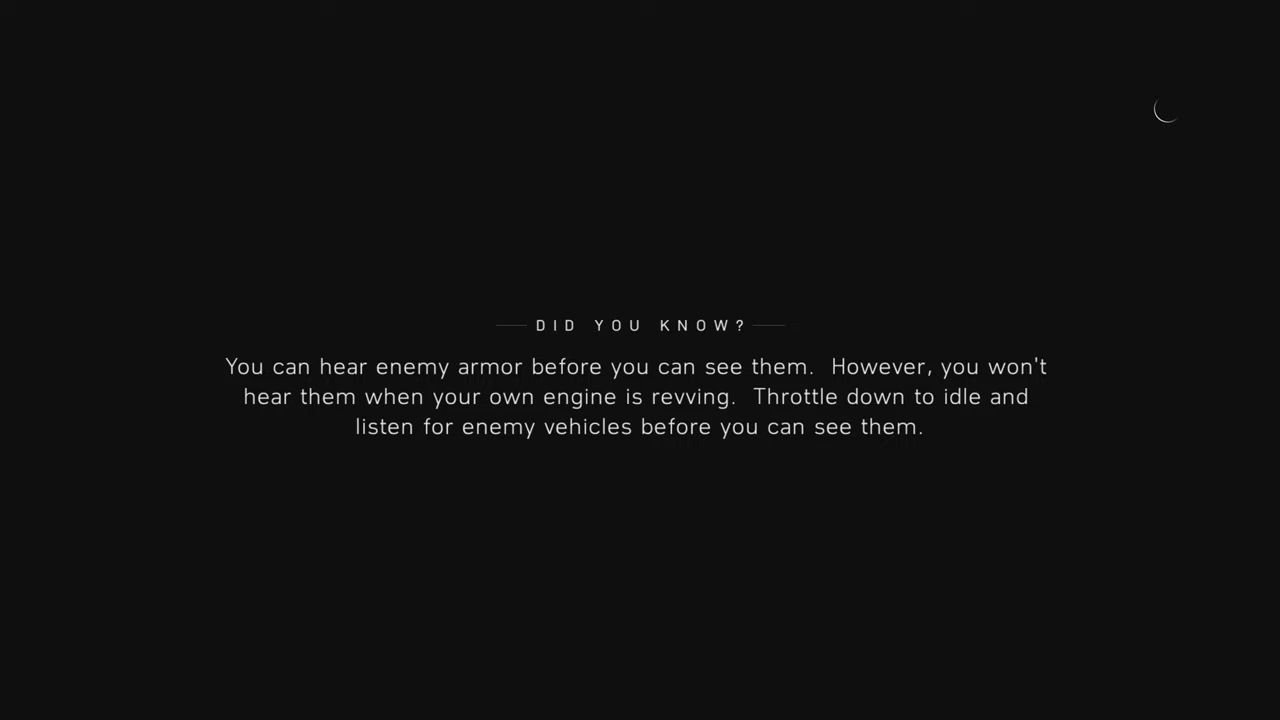 DID YOU KNOW?
You can hear enemy armor before you can see them.  However, you won't
hear them when your own engine is revving.  Throttle down to idle and
listen for enemy vehicles before you can see them.